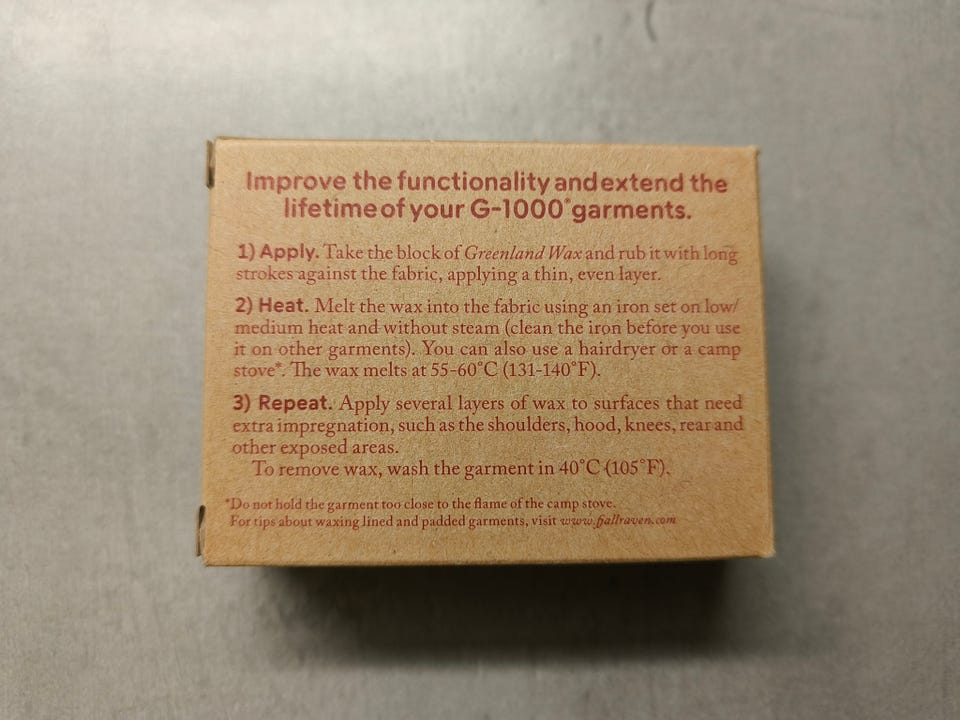 Improve the functionality and extend the
lifetime of your G-1000® garments.
1) Apply. Take the block of Greenland Wax and rub it with long
strokes against the fabric, applying a thin, even layer.
2) Heat. Melt the wax into the fabric using an iron set on low/
medium heat and without steam (clean the iron before you use
it on other garments). You can also use a hairdryer or a camp
stove*. The wax melts at 55-60°C (131-140°F).
3) Repeat. Apply several layers of wax to surfaces that need
extra impregnation, such as the shoulders, hood, knees, rear and
other exposed areas.
To remove wax, wash the garment in 40°C (105°F).
*Do not hold the garment too close to the flame of the camp stove.
For tips about waxing lined and padded garments, visit www.fjallraven.com